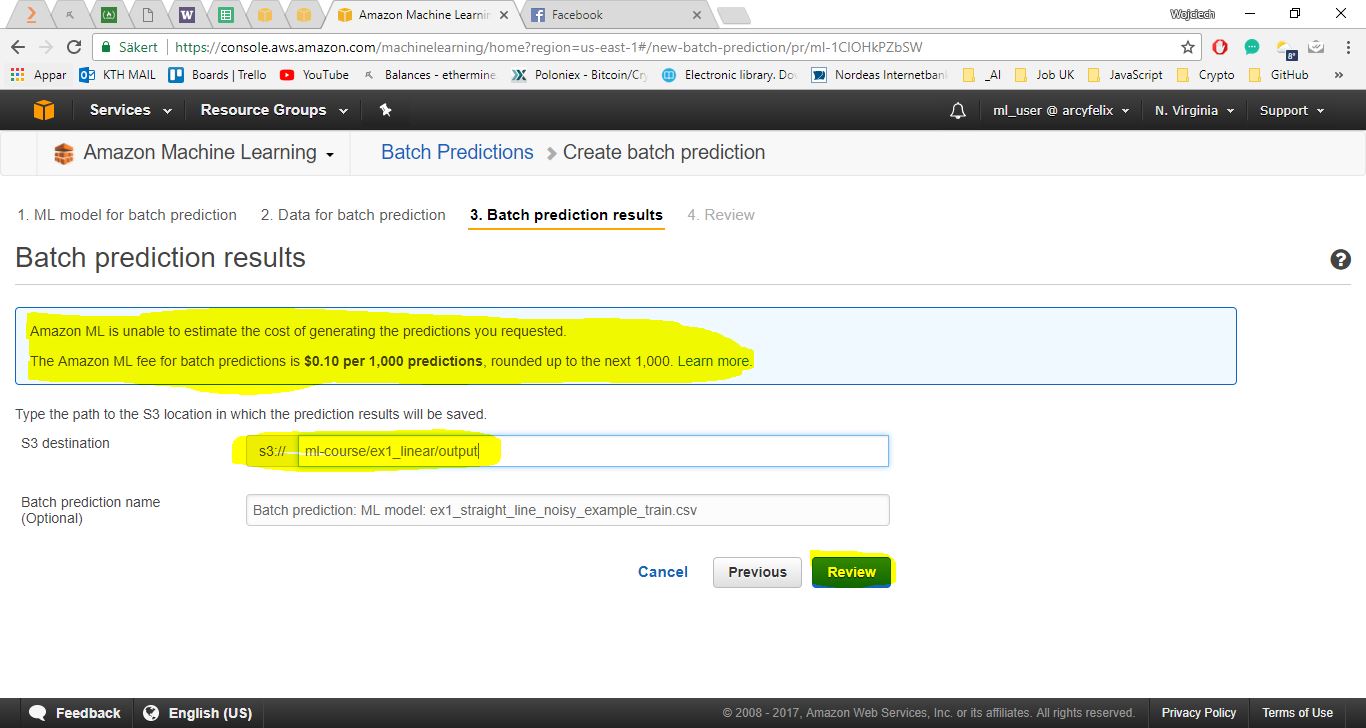 Amazon Machine Learnin
Facebook
Wojciech
Säkert
https://console.aws.amazon.com/machinelearning/home?region=us-east-1#/new-batch-prediction/pr/ml-1CIOHkPZbSW
8°
Appar
KTH MAIL
Boards | Trello
YouTube
Balances - ethermine
Poloniex - Bitcoin/Cry
Electronic library. Do
Nordeas Internetbank
_AI
Job UK
JavaScript
Crypto
GitHub
»
Services
Resource Groups
ml_user @ arcyfelix
N. Virginia
Support
Amazon Machine Learning
Batch Predictions
Create batch prediction
1. ML model for batch prediction
2. Data for batch prediction
3. Batch prediction results
4. Review
Batch prediction results
Amazon ML is unable to estimate the cost of generating the predictions you requested.
The Amazon ML fee for batch predictions is $0.10 per 1,000 predictions, rounded up to the next 1,000. Learn more.
Type the path to the S3 location in which the prediction results will be saved.
S3 destination
s3://
ml-course/ex1_linear/output
Batch prediction name
(Optional)
Batch prediction: ML model: ex1_straight_line_noisy_example_train.csv
Cancel
Previous
Review
Feedback
English (US)
© 2008 - 2017, Amazon Web Services, Inc. or its affiliates. All rights reserved.
Privacy Policy
Terms of Use